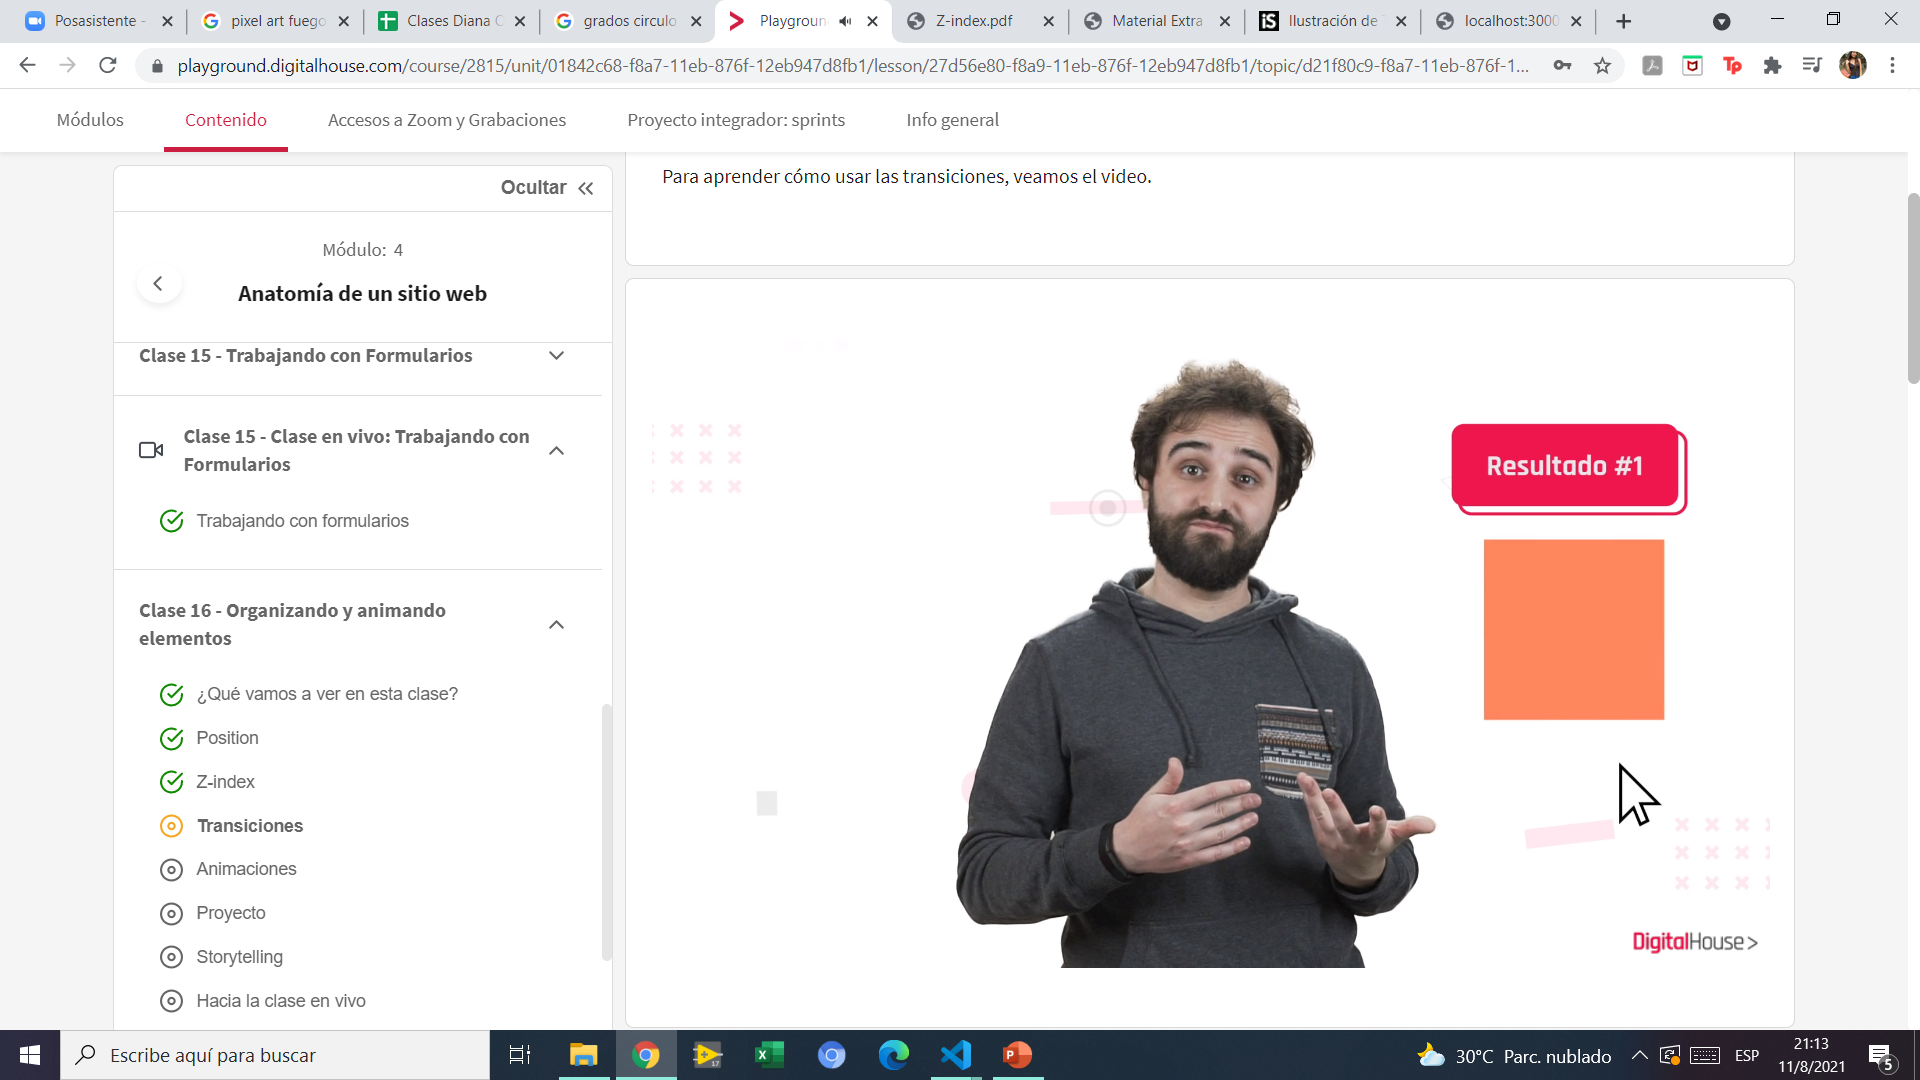 Posasistente -
pixel art fuego
Clases Diana C
grados circulo
Playground
Z-index.pdf
Material Extra
Ilustración de
localhost:3000
playground.digitalhouse.com/course/2815/unit/01842c68-f8a7-11eb-876f-12eb947d8fb1/lesson/27d56e80-f8a9-11eb-876f-12eb947d8fb1/topic/d21f80c9-f8a7-11eb-876f-1...
Módulos
Contenido
Accesos a Zoom y Grabaciones
Proyecto integrador: sprints
Info general
Ocultar
Módulo: 4
Anatomía de un sitio web
Clase 15 - Trabajando con Formularios
Clase 15 - Clase en vivo: Trabajando con
Formularios
Trabajando con formularios
Clase 16 - Organizando y animando
elementos
¿Qué vamos a ver en esta clase?
Position
Z-index
Transiciones
Animaciones
Proyecto
Storytelling
Hacia la clase en vivo
Para aprender cómo usar las transiciones, veamos el video.
Resultado #1
DigitalHouse>
Escribe aquí para buscar
30°C Parc. nublado
ESP
21:13
11/8/2021
5